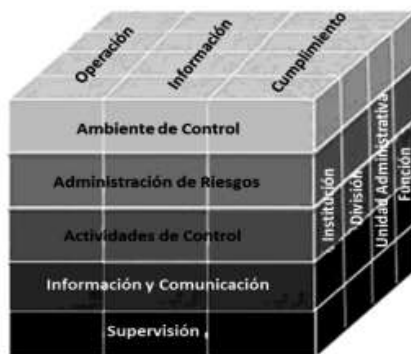 Operación
Información
Cumplimiento
Ambiente de Control
Administración de Riesgos
Actividades de Control
Información y Comunicación
Supervisión
Institución
División
Unidad Administrativa
Función